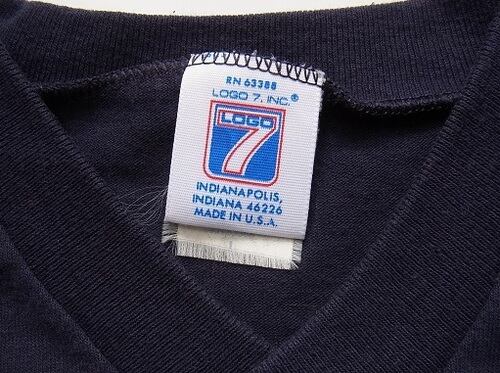 RN 63388
LOGO 7, INC.®
LOGO
7
INDIANAPOLIS,
INDIANA 46226
MADE IN U.S.A.